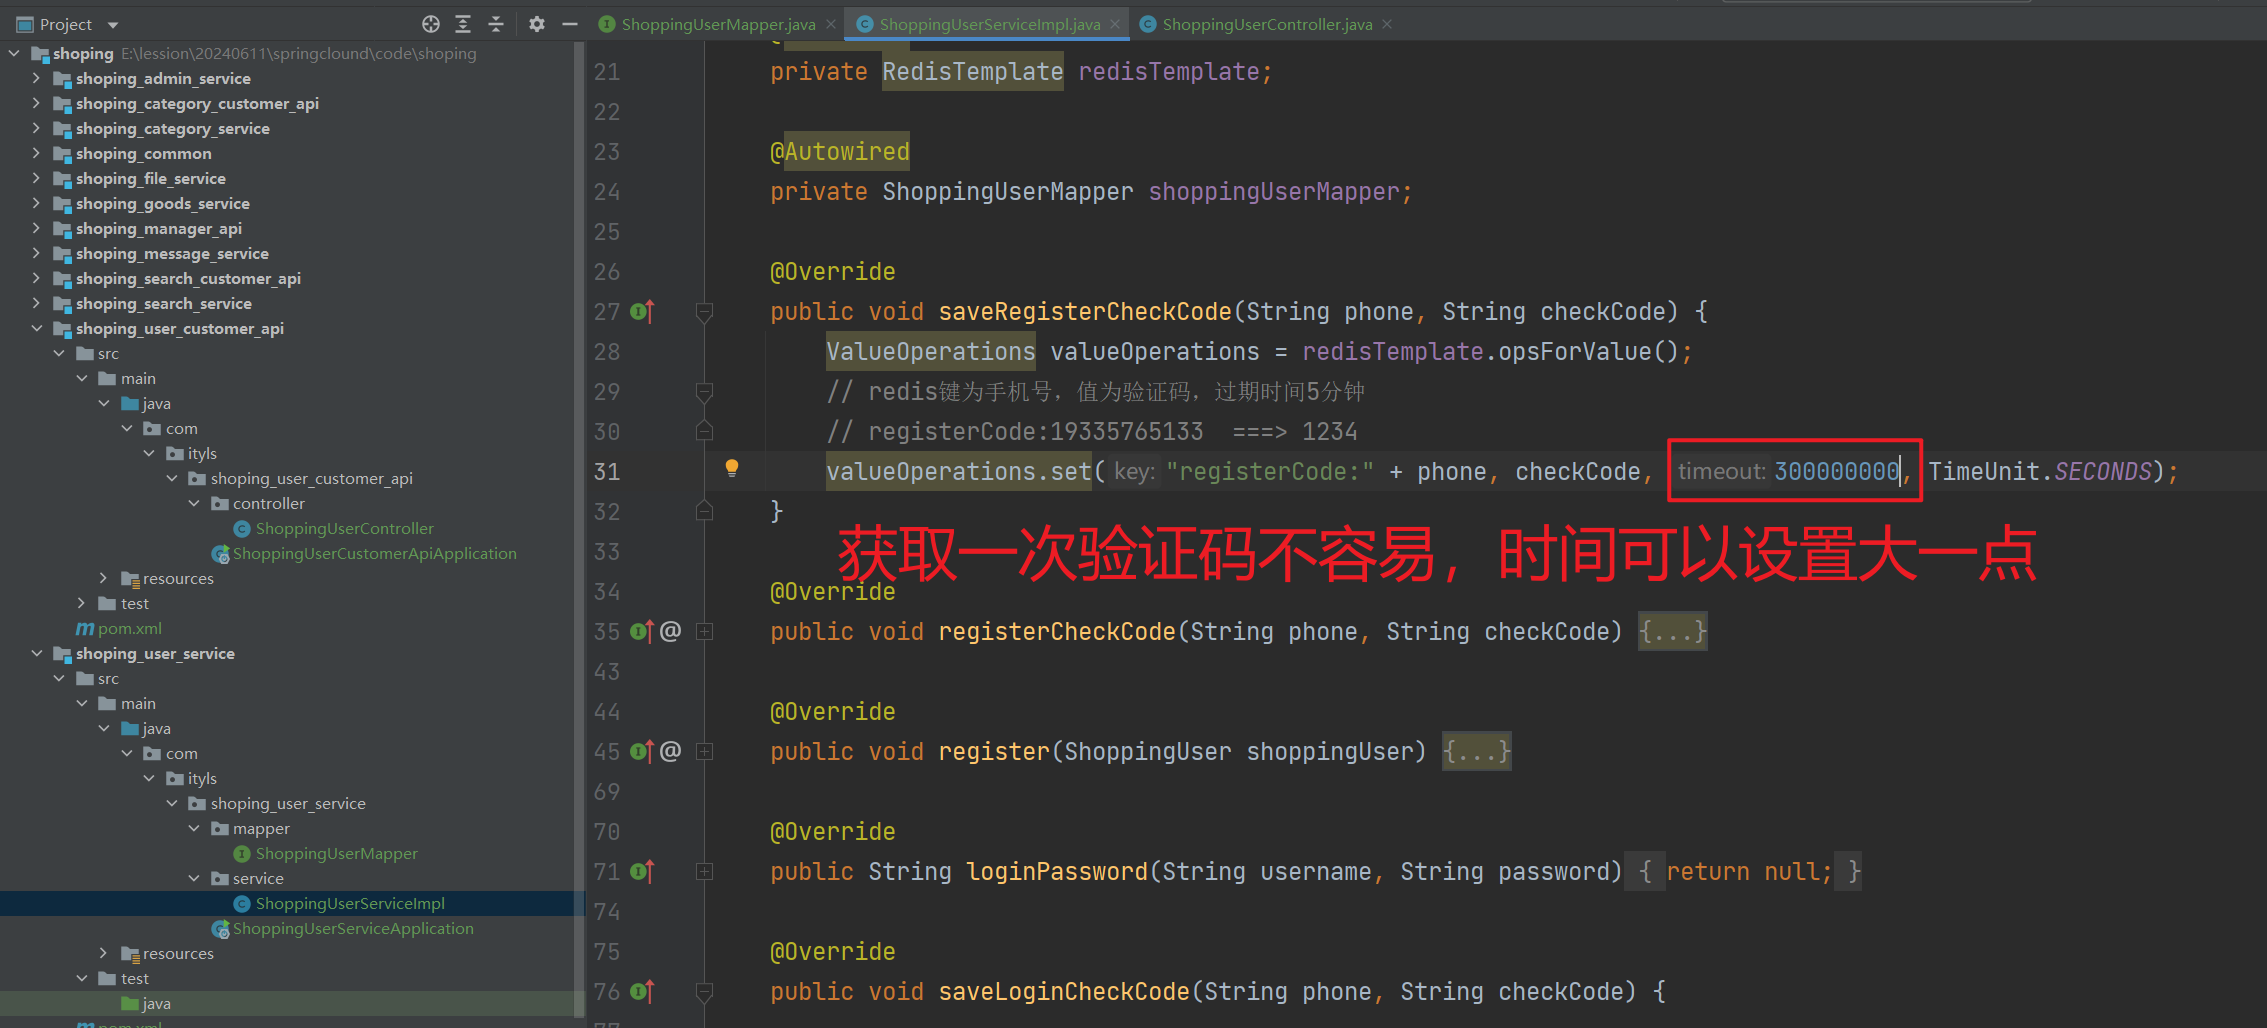 Project
shoping E:\lession\20240611\springclound\code\shoping
shoping_admin_service
shoping_category_customer_api
shoping_category_service
shoping_common
shoping_file_service
shoping_goods_service
shoping_manager_api
shoping_message_service
shoping_search_customer_api
shoping_search_service
shoping_user_customer_api
src
main
java
com
ityls
shoping_user_customer_api
controller
ShoppingUserController
ShoppingUserCustomerApiApplication
resources
test
pom.xml
shoping_user_service
src
main
java
com
ityls
shoping_user_service
mapper
ShoppingUserMapper
service
ShoppingUserServiceImpl
ShoppingUserServiceApplication
resources
test
java
pom.xml
ShoppingUserMapper.java ShoppingUserServiceImpl.java ShoppingUserController.java
21 private RedisTemplate redisTemplate;
22
23 @Autowired
24 private ShoppingUserMapper shoppingUserMapper;
25
26 @Override
27 public void saveRegisterCheckCode(String phone, String checkCode) {
28 ValueOperations valueOperations = redisTemplate.opsForValue();
29 // redis键为手机号，值为验证码，过期时间5分钟
30 // registerCode:19335765133 ===> 1234
31 valueOperations.set( key: "registerCode:" + phone, checkCode, timeout: 300000000, TimeUnit.SECONDS);
32 }
33 获取一次验证码不容易，时间可以设置大一点
34 @Override
35 @ public void registerCheckCode(String phone, String checkCode) {...}
43
44 @Override
45 @ public void register(ShoppingUser shoppingUser) {...}
69
70 @Override
71 public String loginPassword(String username, String password) { return null; }
74
75 @Override
76 public void saveLoginCheckCode(String phone, String checkCode) {